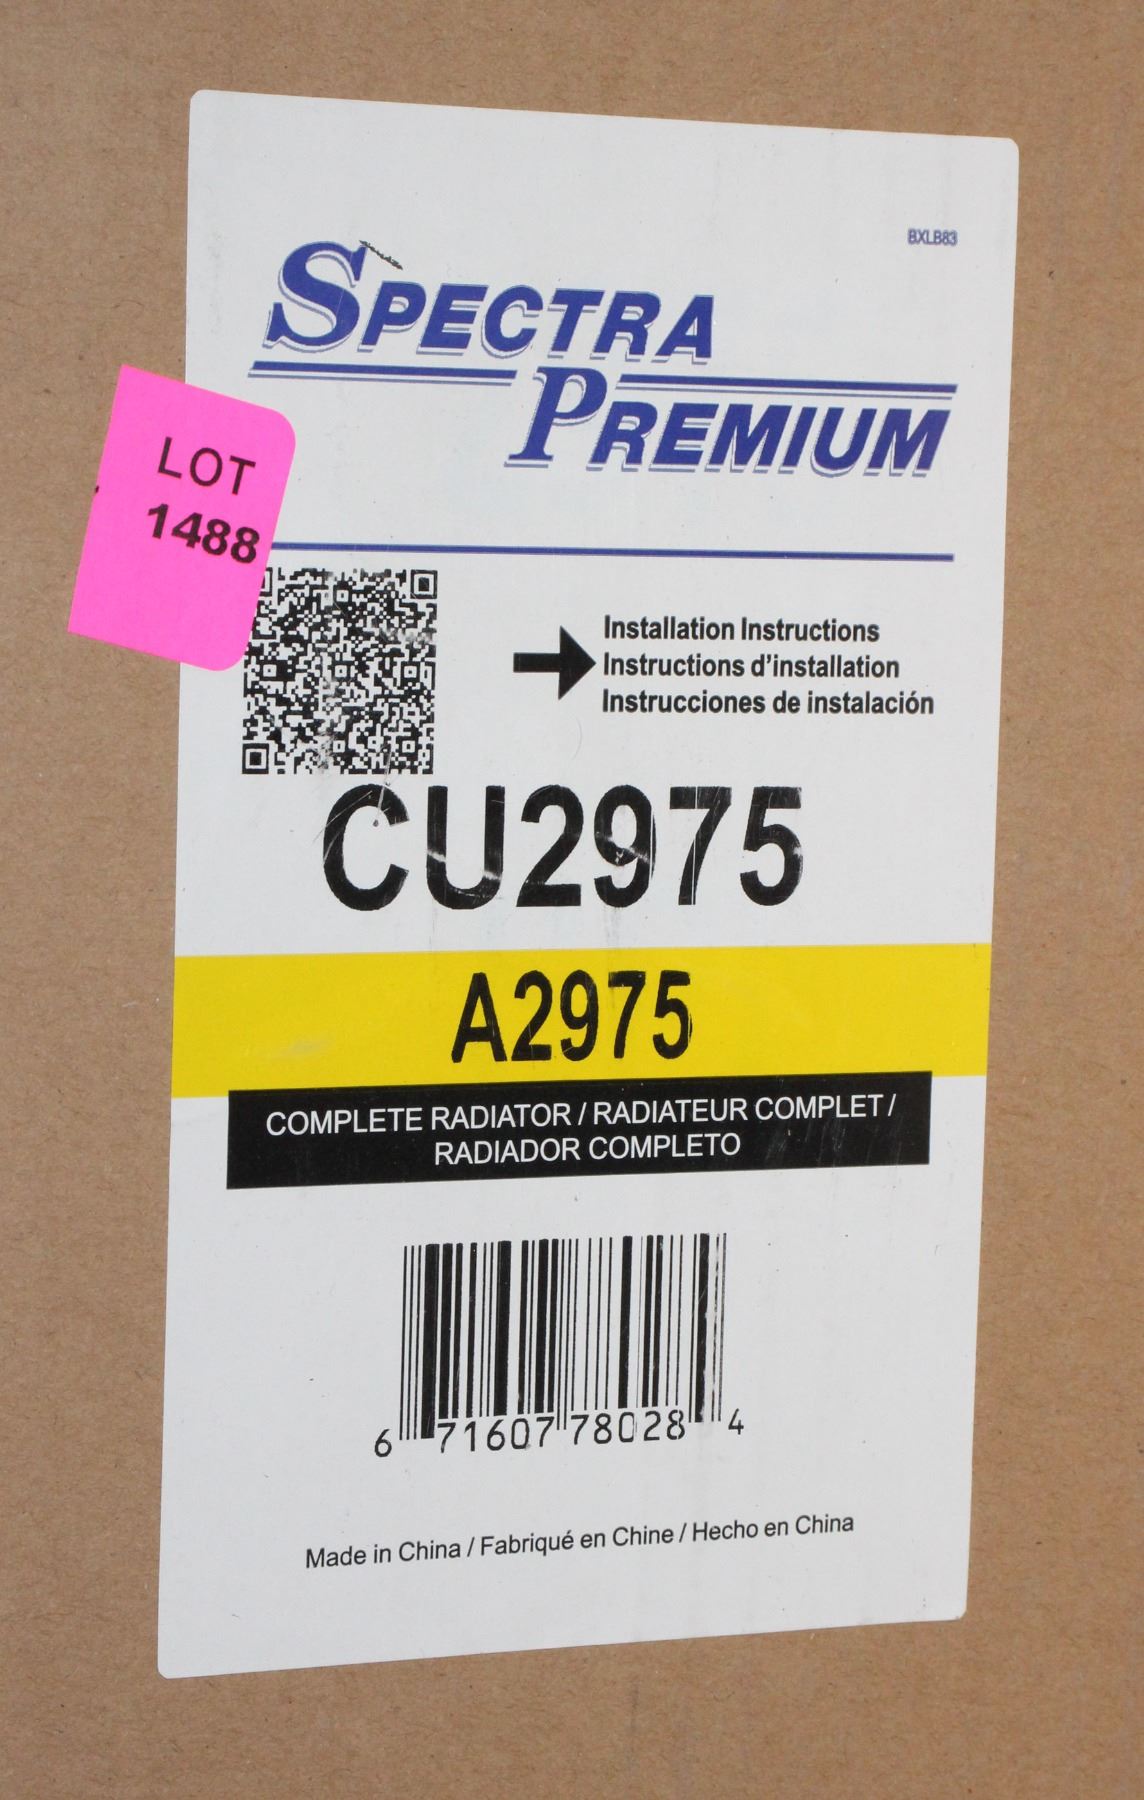 BXLB83
SPECTRA
PREMIUM
LOT
1488
Installation Instructions
Instructions d'installation
Instrucciones de instalación
CU2975
A2975
COMPLETE RADIATOR / RADIATEUR COMPLET /
RADIADOR COMPLETO
6 71607 78028 4
Made in China / Fabriqué en Chine / Hecho en China